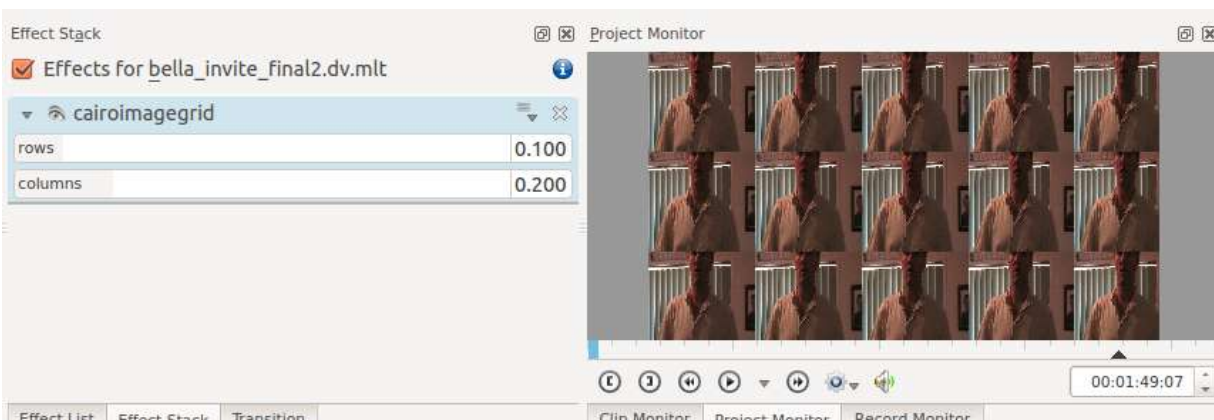 Effect Stack
Effects for bella_invite_final2.dv.mlt
cairoimagegrid
rows 0.100
columns 0.200
Effect List Effect Stack Transition
Project Monitor
00:01:49:07
Clip Monitor Project Monitor Record Monitor